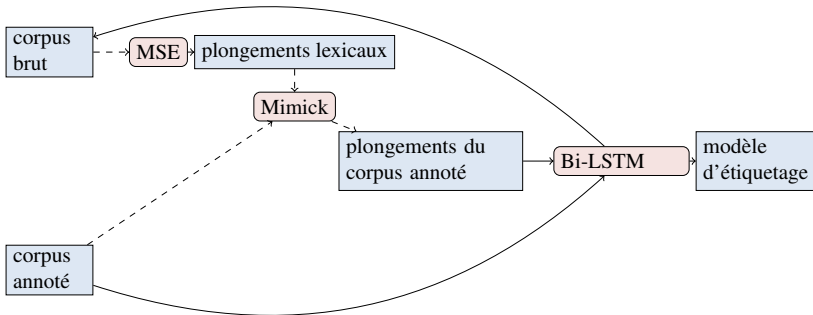 corpus
brut
MSE
plongements lexicaux
Mimick
plongements du
corpus annoté
Bi-LSTM
modèle
d'étiquetage
corpus
annoté